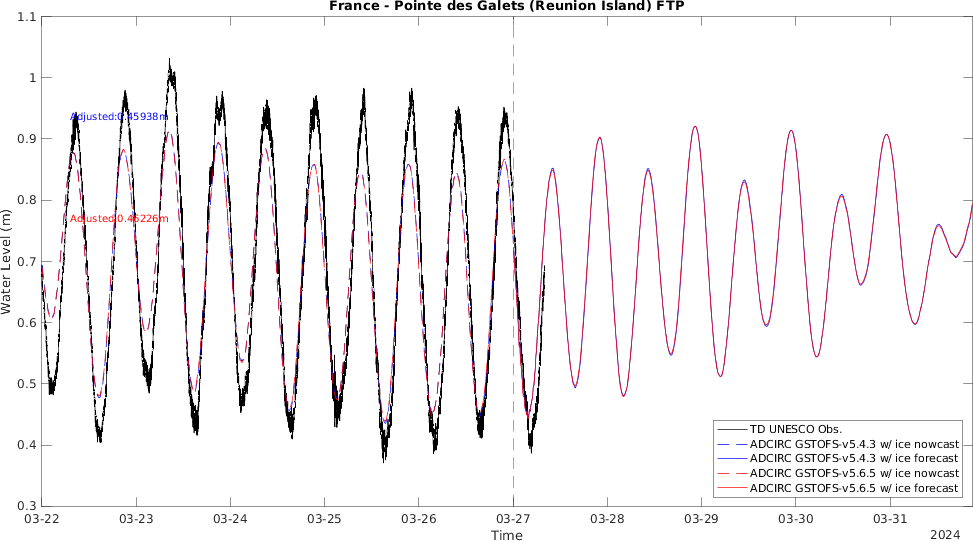 France - Pointe des Galets (Reunion Island) FTP
1.1
1
0.9
0.8
0.7
0.6
0.5
0.4
0.3
Water Level (m)
Adjusted:0.45938m
Adjusted:0.46226m
TD UNESCO Obs.
ADCIRC GSTOFS-v5.4.3 w/ ice nowcast
ADCIRC GSTOFS-v5.4.3 w/ ice forecast
ADCIRC GSTOFS-v5.6.5 w/ ice nowcast
ADCIRC GSTOFS-v5.6.5 w/ ice forecast
03-22 03-23 03-24 03-25 03-26 03-27 03-28 03-29 03-30 03-31
Time
2024